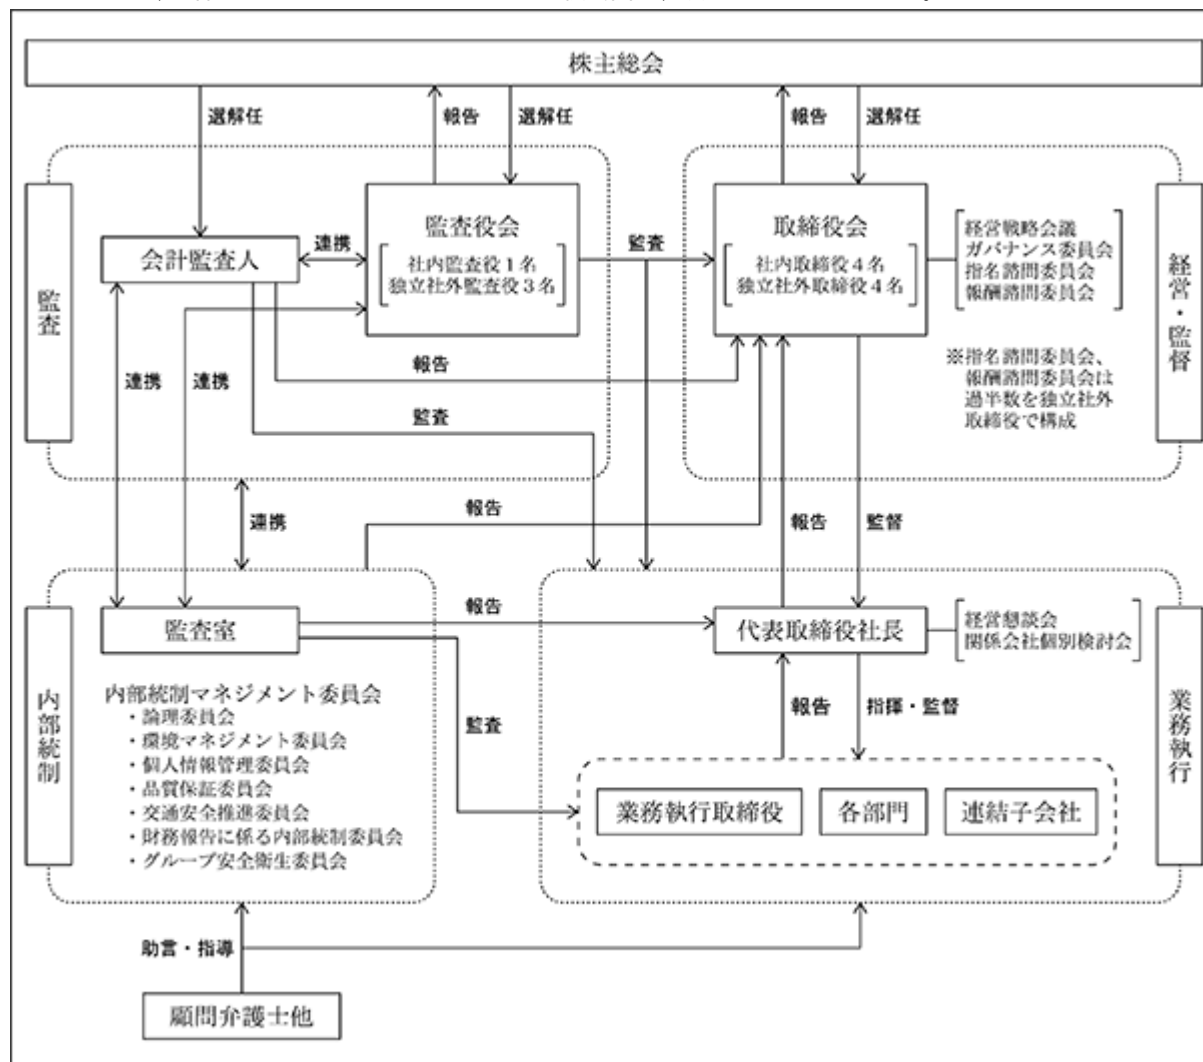 株主総会
選解任
報告
選解任
報告
選解任
監査
会計監査人
連携
監査役会
社内監査役1名
独立社外監査役3名
監査
取締役会
社内取締役4名
独立社外取締役4名
経営戦略会議
ガバナンス委員会
指名諮問委員会
報酬諮問委員会
※指名諮問委員会、
報酬諮問委員会は
過半数を独立社外
取締役で構成
経営・監督
連携
連携
報告
監査
連携
報告
報告
監督
内部統制
監査室
報告
監査
内部統制マネジメント委員会
・論理委員会
・環境マネジメント委員会
・個人情報管理委員会
・品質保証委員会
・交通安全推進委員会
・財務報告に係る内部統制委員会
・グループ安全衛生委員会
代表取締役社長
経営懇談会
関係会社個別検討会
報告
指揮・監督
業務執行取締役
各部門
連結子会社
業務執行
助言・指導
顧問弁護士他